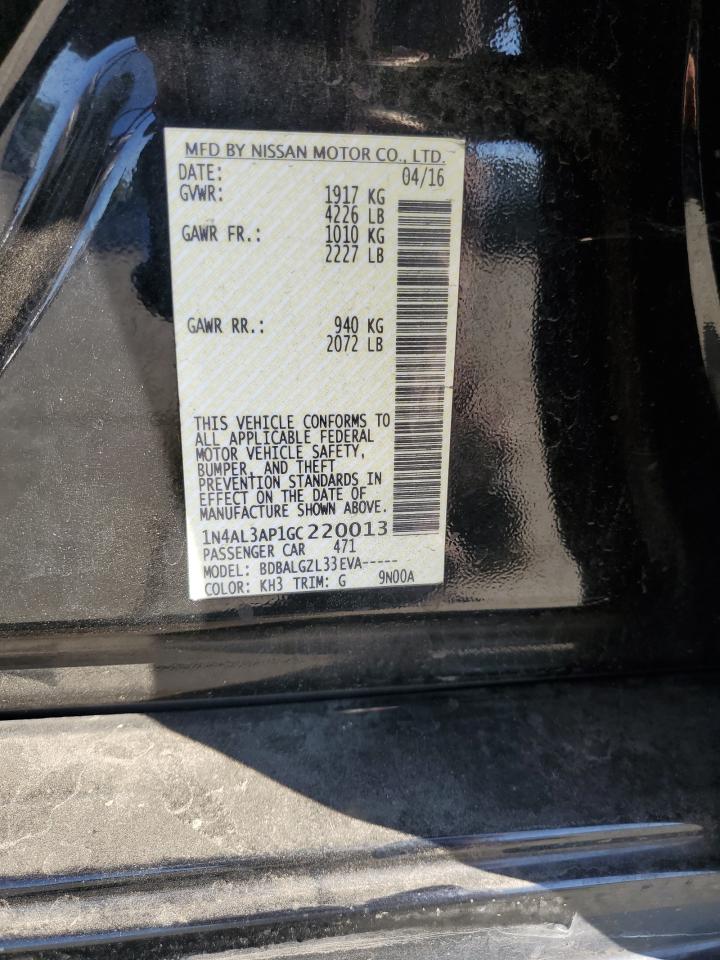 MFD BY NISSAN MOTOR CO., LTD.
DATE: 04/16
GVWR: 1917 KG
4226 LB
GAWR FR.: 1010 KG
2227 LB
GAWR RR.: 940 KG
2072 LB
THIS VEHICLE CONFORMS TO
ALL APPLICABLE FEDERAL
MOTOR VEHICLE SAFETY,
BUMPER, AND THEFT
PREVENTION STANDARDS IN
EFFECT ON THE DATE OF
MANUFACTURE SHOWN ABOVE.
1N4AL3AP1GC220013
PASSENGER CAR 471
MODEL: BDBALGZL33EVA-----
COLOR: KH3 TRIM: G 9N00A